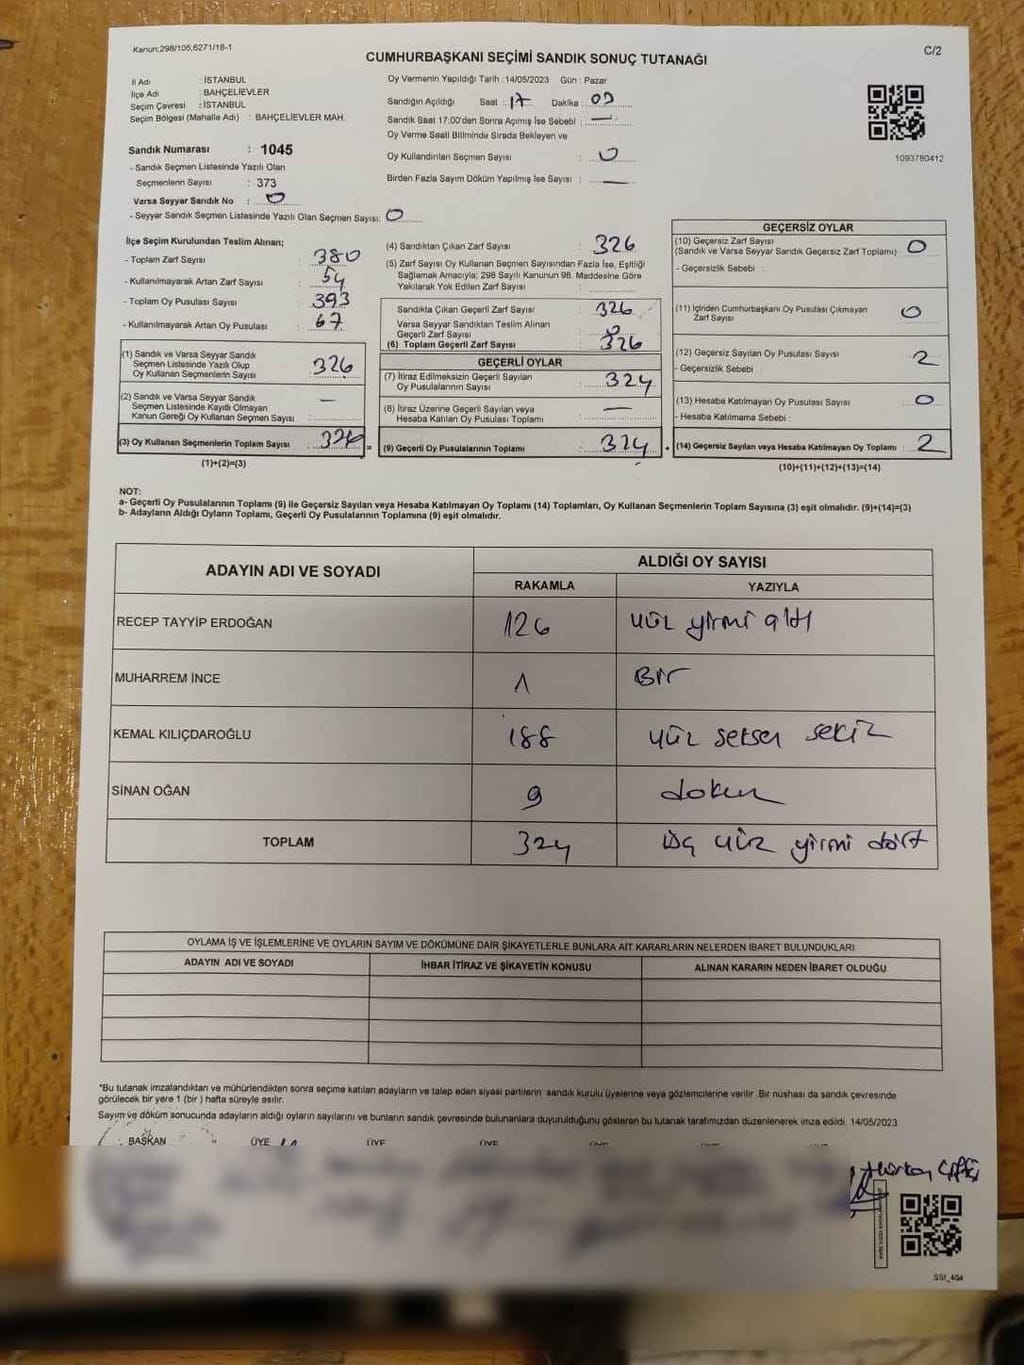 Kanun:298/105;6271/18-1
C/2
CUMHURBAŞKANI SEÇİMİ SANDIK SONUÇ TUTANAĞI
İl Adı : İSTANBUL
İlçe Adı : BAHÇELİEVLER
Seçim Çevresi : İSTANBUL
Seçim Bölgesi (Mahalle Adı) : BAHÇELİEVLER MAH.
Sandık Numarası : 1045
- Sandık Seçmen Listesinde Yazılı Olan
Seçmenlerin Sayısı : 373
Varsa Seyyar Sandık No : 0
- Seyyar Sandık Seçmen Listesinde Yazılı Olan Seçmen Sayısı: 0
Oy Vermenin Yapıldığı Tarih : 14/05/2023 Gün : Pazar
Sandığın Açıldığı Saat : 17 Dakika :
Sandık Saat 17:00'den Sonra Açılmış İse Sebebi : —
Oy Verme Saati Bitiminde Sırada Bekleyen ve
Oy Kullandırılan Seçmen Sayısı : 0
Birden Fazla Sayım Döküm Yapılmış İse Sayısı : —
1093780412
İlçe Seçim Kurulundan Teslim Alınan;
- Toplam Zarf Sayısı : 380
- Kullanılmayarak Artan Zarf Sayısı : 54
- Toplam Oy Pusulası Sayısı : 393
- Kullanılmayarak Artan Oy Pusulası : 67
(1) Sandık ve Varsa Seyyar Sandık
Seçmen Listesinde Yazılı Olup
Oy Kullanan Seçmenlerin Sayısı : 326
(2) Sandık ve Varsa Seyyar Sandık
Seçmen Listesinde Kayıtlı Olmayan
Kanun Gereği Oy Kullanan Seçmen Sayısı : —
(3) Oy Kullanan Seçmenlerin Toplam Sayısı : 326 =
(1)+(2)=(3)
(4) Sandıktan Çıkan Zarf Sayısı : 326
(5) Zarf Sayısı Oy Kullanan Seçmen Sayısından Fazla İse, Eşitliği
Sağlamak Amacıyla; 298 Sayılı Kanunun 98. Maddesine Göre
Yakılarak Yok Edilen Zarf Sayısı :
Sandıkta Çıkan Geçerli Zarf Sayısı : 326
Varsa Seyyar Sandıktan Teslim Alınan
Geçerli Zarf Sayısı : 0
(6) Toplam Geçerli Zarf Sayısı : 326
GEÇERLİ OYLAR
(7) İtiraz Edilmeksizin Geçerli Sayılan
Oy Pusulalarının Sayısı : 324
(8) İtiraz Üzerine Geçerli Sayılan veya
Hesaba Katılan Oy Pusulası Toplamı : —
(9) Geçerli Oy Pusulalarının Toplamı : 324 +
GEÇERSİZ OYLAR
(10) Geçersiz Zarf Sayısı
(Sandık ve Varsa Seyyar Sandık Geçersiz Zarf Toplamı) : 0
- Geçersizlik Sebebi :
(11) İçinden Cumhurbaşkanı Oy Pusulası Çıkmayan
Zarf Sayısı : 0
(12) Geçersiz Sayılan Oy Pusulası Sayısı : 2
- Geçersizlik Sebebi :
(13) Hesaba Katılmayan Oy Pusulası Sayısı : 0
- Hesaba Katılmama Sebebi :
(14) Geçersiz Sayılan veya Hesaba Katılmayan Oy Toplamı : 2
(10)+(11)+(12)+(13)=(14)
NOT:
a- Geçerli Oy Pusulalarının Toplamı (9) ile Geçersiz Sayılan veya Hesaba Katılmayan Oy Toplamı (14) Toplamları, Oy Kullanan Seçmenlerin Toplam Sayısına (3) eşit olmalıdır. (9)+(14)=(3)
b- Adayların Aldığı Oyların Toplamı, Geçerli Oy Pusulalarının Toplamına (9) eşit olmalıdır.
ADAYIN ADI VE SOYADI
ALDIĞI OY SAYISI
RAKAMLA YAZIYLA
RECEP TAYYİP ERDOĞAN 126 yüz yirmi altı
MUHARREM İNCE 1 Bir
KEMAL KILIÇDAROĞLU 188 yüz seksen sekiz
SİNAN OĞAN 9 dokuz
TOPLAM 324 üç yüz yirmi dört
OYLAMA İŞ VE İŞLEMLERİNE VE OYLARIN SAYIM VE DÖKÜMÜNE DAİR ŞİKAYETLERLE BUNLARA AİT KARARLARIN NELERDEN İBARET BULUNDUKLARI
ADAYIN ADI VE SOYADI İHBAR İTİRAZ VE ŞİKAYETİN KONUSU ALINAN KARARIN NEDEN İBARET OLDUĞU
*Bu tutanak imzalandıktan ve mühürlendikten sonra seçime katılan adayların ve talep eden siyasi partilerin sandık kurulu üyelerine veya gözlemcilerine verilir. Bir nüshası da sandık çevresinde
görülecek bir yere 1 (bir) hafta süreyle asılır.
Sayım ve döküm sonucunda adayların aldığı oyların sayılarını ve bunların sandık çevresinde bulunanlara duyurulduğunu gösteren bu tutanak tarafımızdan düzenlenerek imza edildi. 14/05/2023
BAŞKAN ÜYE ÜYE ÜYE ÜYE
SSI_404